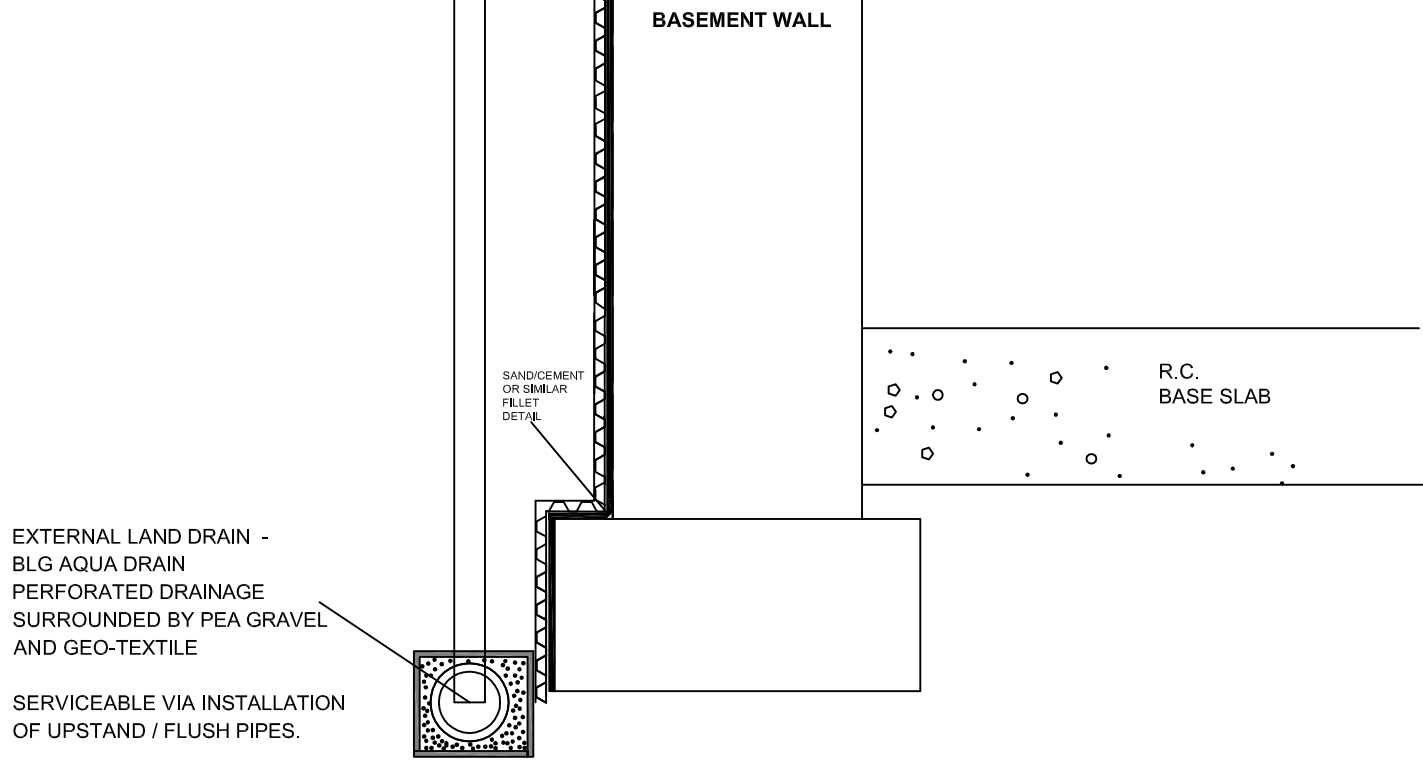 BASEMENT WALL
SAND/CEMENT
OR SIMILAR
FILLET
DETAIL
R.C.
BASE SLAB
EXTERNAL LAND DRAIN -
BLG AQUA DRAIN
PERFORATED DRAINAGE
SURROUNDED BY PEA GRAVEL
AND GEO-TEXTILE
SERVICEABLE VIA INSTALLATION
OF UPSTAND / FLUSH PIPES.